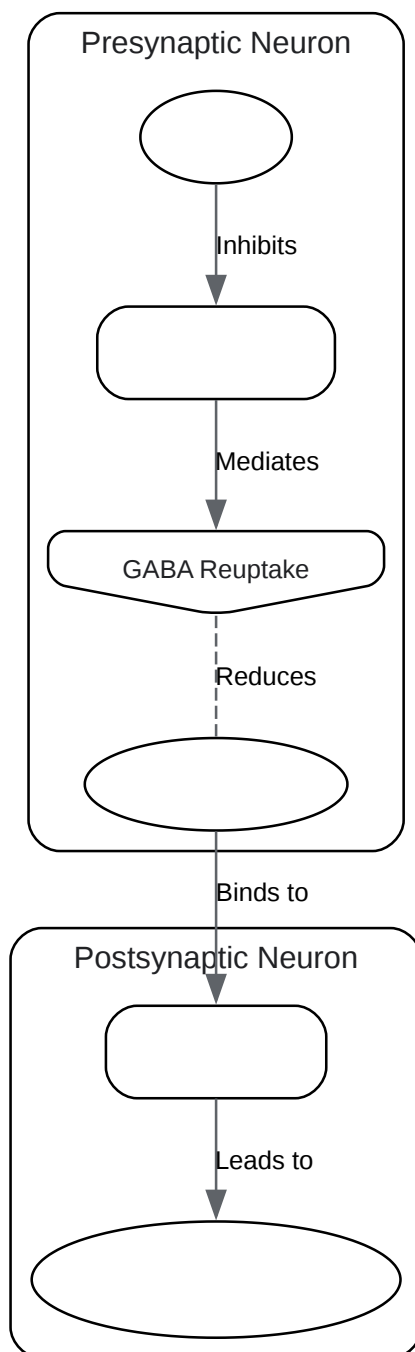 Presynaptic Neuron
Inhibits
Mediates
GABA Reuptake
Reduces
Binds to
Postsynaptic Neuron
Leads to